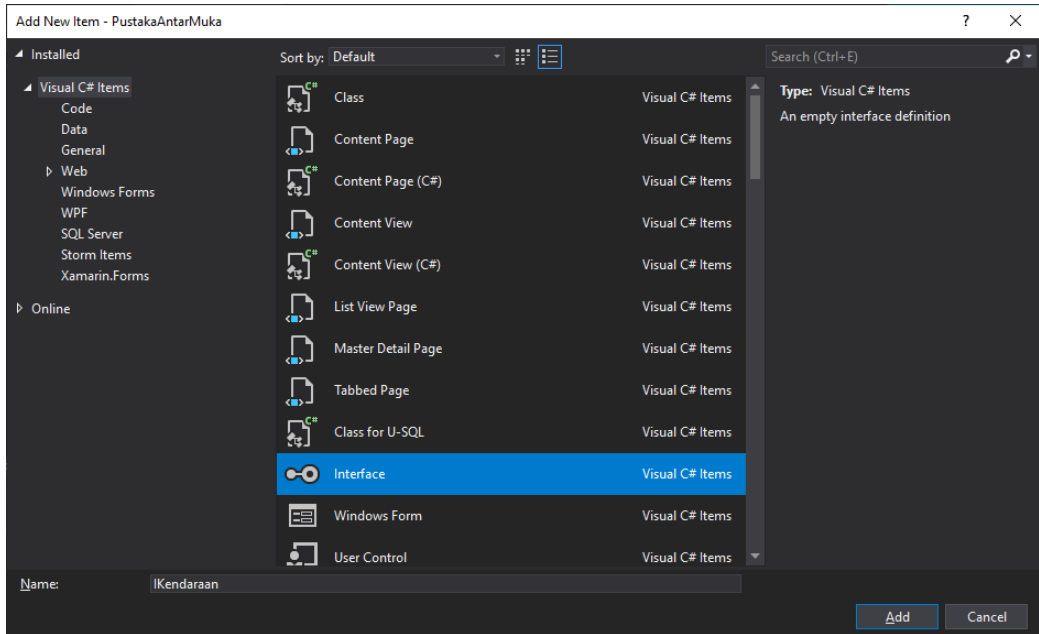 Add New Item - PustakaAntarMuka
? ×
Installed
Visual C# Items
Code
Data
General
Web
Windows Forms
WPF
SQL Server
Storm Items
Xamarin.Forms
Online
Sort by: Default
Class Visual C# Items
Content Page Visual C# Items
Content Page (C#) Visual C# Items
Content View Visual C# Items
Content View (C#) Visual C# Items
List View Page Visual C# Items
Master Detail Page Visual C# Items
Tabbed Page Visual C# Items
Class for U-SQL Visual C# Items
Interface Visual C# Items
Windows Form Visual C# Items
User Control Visual C# Items
Search (Ctrl+E)
Type: Visual C# Items
An empty interface definition
Name: IKendaraan
Add Cancel